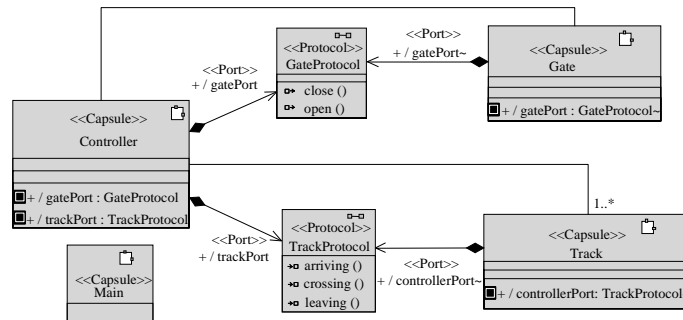 <<Capsule>>
Controller
+ / gatePort : GateProtocol
+ / trackPort : TrackProtocol
<<Port>>
+ / gatePort
<<Protocol>>
GateProtocol
close ()
open ()
<<Port>>
+ / gatePort~
<<Capsule>>
Gate
+ / gatePort : GateProtocol~
<<Port>>
+ / trackPort
<<Protocol>>
TrackProtocol
arriving ()
crossing ()
leaving ()
<<Port>>
+ / controllerPort~
1..*
<<Capsule>>
Track
+ / controllerPort: TrackProtocol
<<Capsule>>
Main